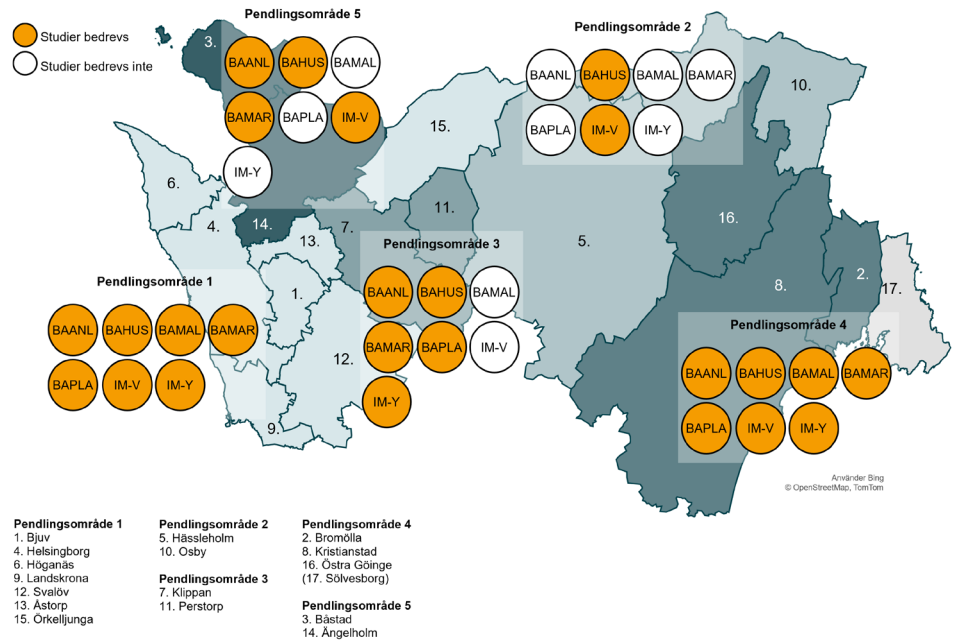 Pendlingsområde 5
Studier bedrevs
Studier bedrevs inte
3.
BAANL BAHUS BAMAL
BAMAR BAPLA IM-V
IM-Y
Pendlingsområde 2
BAANL BAHUS BAMAL BAMAR
BAPLA IM-V IM-Y
10.
15.
6.
4.
14.
13.
7.
11.
16.
5.
Pendlingsområde 3
BAANL BAHUS BAMAL
BAMAR BAPLA IM-V
IM-Y
Pendlingsområde 1
BAANL BAHUS BAMAL BAMAR
BAPLA IM-V IM-Y
1.
12.
9.
8.
2.
17.
Pendlingsområde 4
BAANL BAHUS BAMAL BAMAR
BAPLA IM-V IM-Y
Använder Bing
© OpenStreetMap, TomTom
Pendlingsområde 1
1. Bjuv
4. Helsingborg
6. Höganäs
9. Landskrona
12. Svalöv
13. Åstorp
15. Örkelljunga
Pendlingsområde 2
5. Hässleholm
10. Osby
Pendlingsområde 3
7. Klippan
11. Perstorp
Pendlingsområde 4
2. Bromölla
8. Kristianstad
16. Östra Göinge
(17. Sölvesborg)
Pendlingsområde 5
3. Båstad
14. Ängelholm